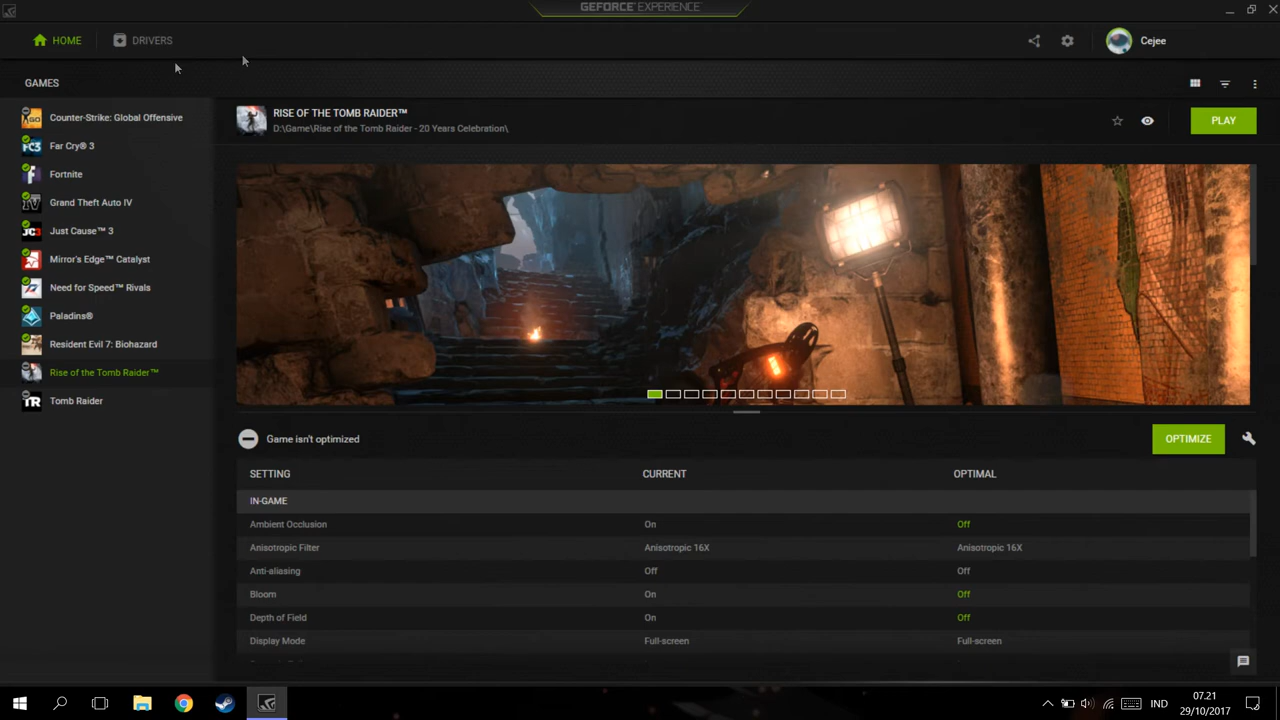 GEFORCE EXPERIENCE
HOME
DRIVERS
Cejee
GAMES
Counter-Strike: Global Offensive
Far Cry® 3
Fortnite
Grand Theft Auto IV
Just Cause™ 3
Mirror's Edge™ Catalyst
Need for Speed™ Rivals
Paladins®
Resident Evil 7: Biohazard
Rise of the Tomb Raider™
Tomb Raider
RISE OF THE TOMB RAIDER™
D:\Game\Rise of the Tomb Raider - 20 Years Celebration\
PLAY
Game isn't optimized
OPTIMIZE
SETTING CURRENT OPTIMAL
IN-GAME
Ambient Occlusion On Off
Anisotropic Filter Anisotropic 16X Anisotropic 16X
Anti-aliasing Off Off
Bloom On Off
Depth of Field On Off
Display Mode Full-screen Full-screen
IND
07.21
29/10/2017